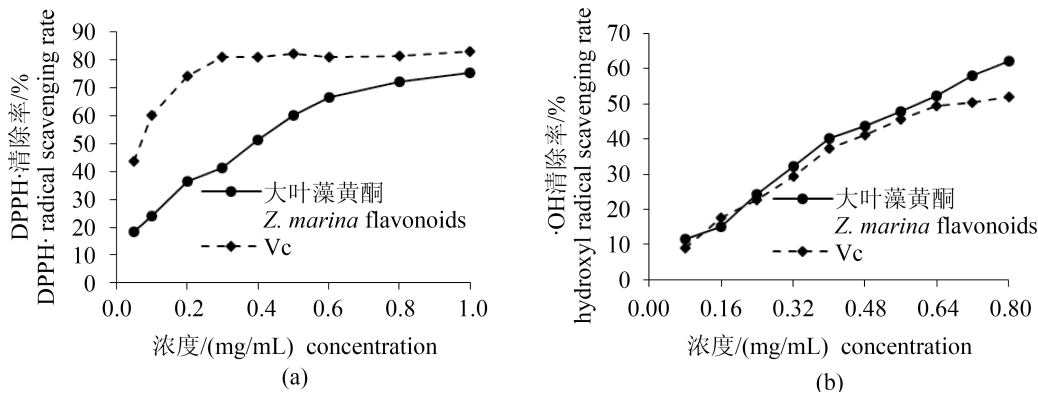 DPPH·清除率/%
DPPH· radical scavenging rate
90
80
70
60
50
40
30
20
10
0
0.0 0.2 0.4 0.6 0.8 1.0
大叶藻黄酮
Z. marina flavonoids
Vc
浓度/(mg/mL) concentration
(a)
·OH清除率/%
hydroxyl radical scavenging rate
70
60
50
40
30
20
10
0
0.00 0.16 0.32 0.48 0.64 0.80
大叶藻黄酮
Z. marina flavonoids
Vc
浓度/(mg/mL) concentration
(b)